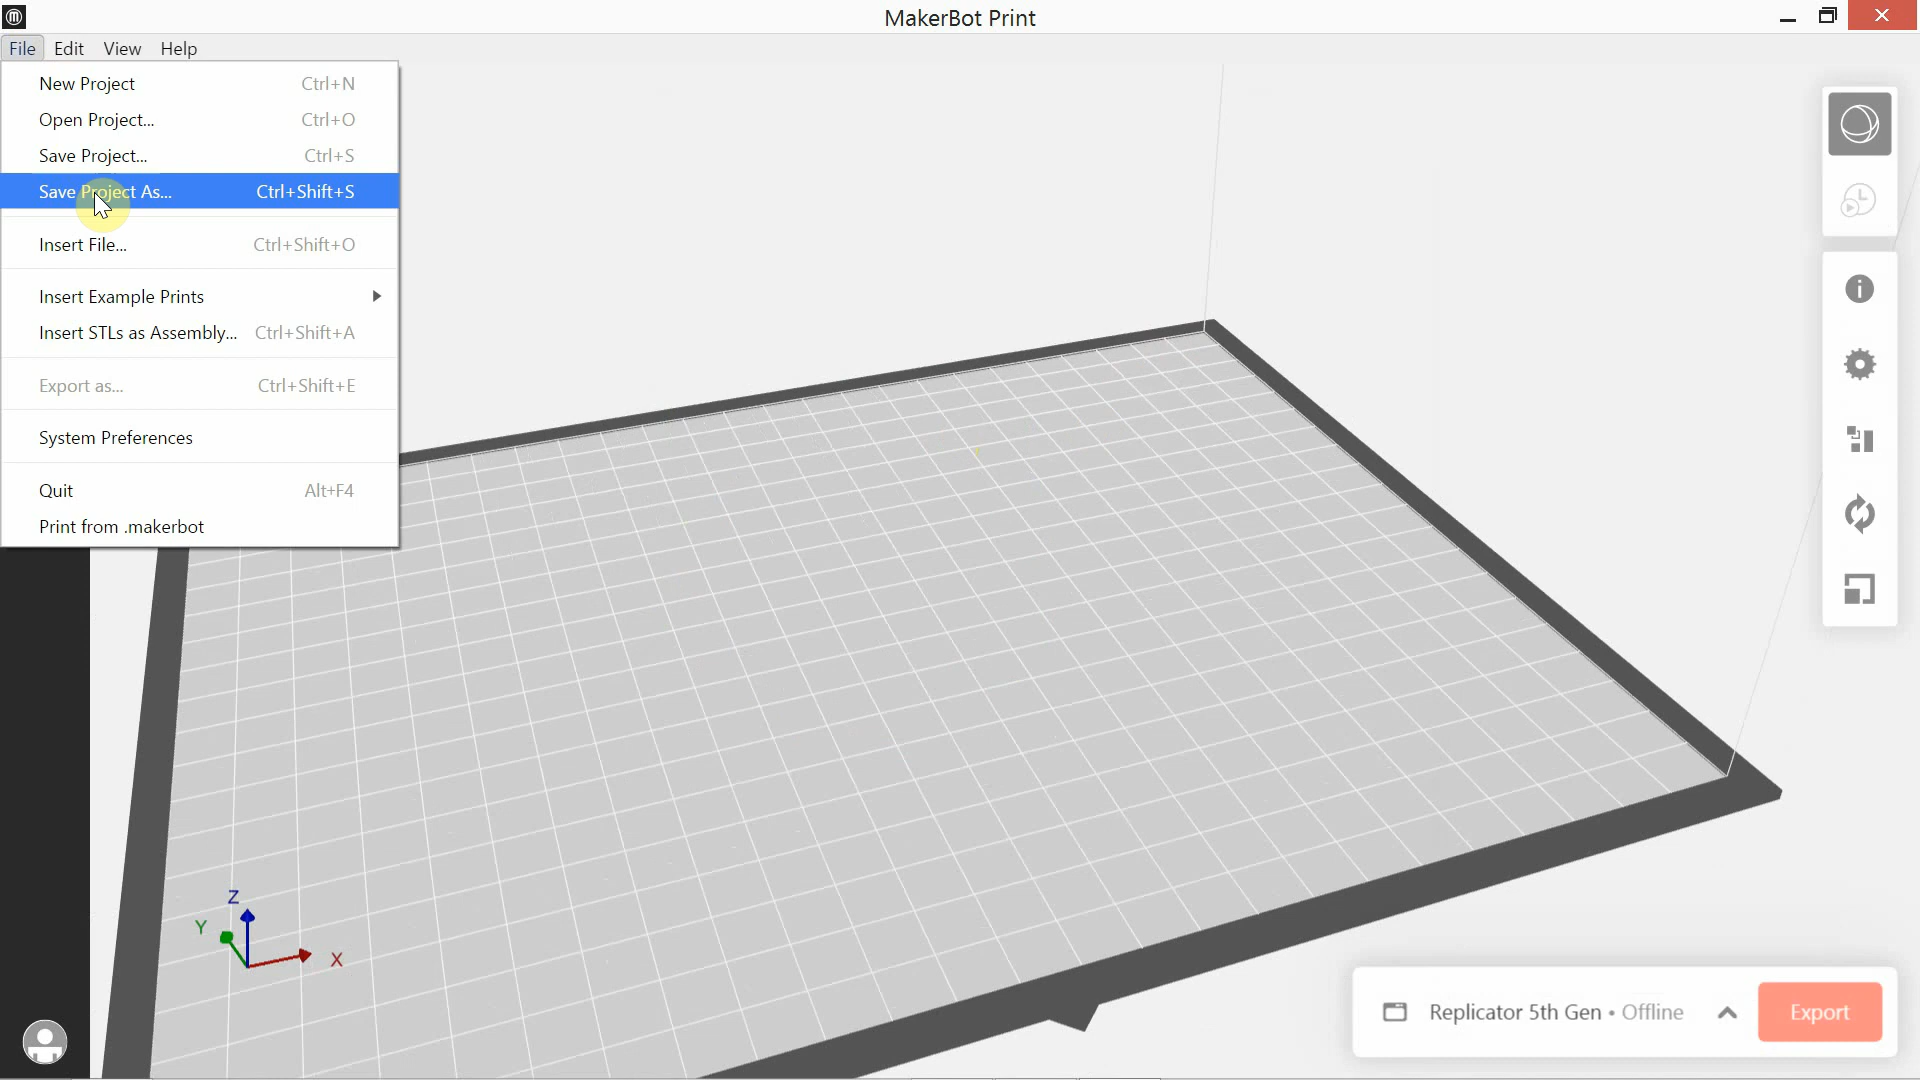 MakerBot Print
File Edit View Help
New Project Ctrl+N
Open Project... Ctrl+O
Save Project... Ctrl+S
Save Project As... Ctrl+Shift+S
Insert File... Ctrl+Shift+O
Insert Example Prints
Insert STLs as Assembly... Ctrl+Shift+A
Export as... Ctrl+Shift+E
System Preferences
Quit Alt+F4
Print from .makerbot
Z
Y
X
Replicator 5th Gen • Offline Export